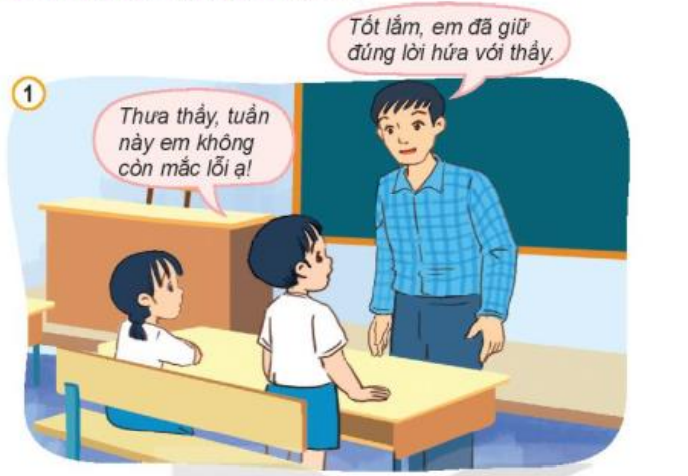 1
Tốt lắm, em đã giữ
đúng lời hứa với thầy.
Thưa thầy, tuần
này em không
còn mắc lỗi ạ!